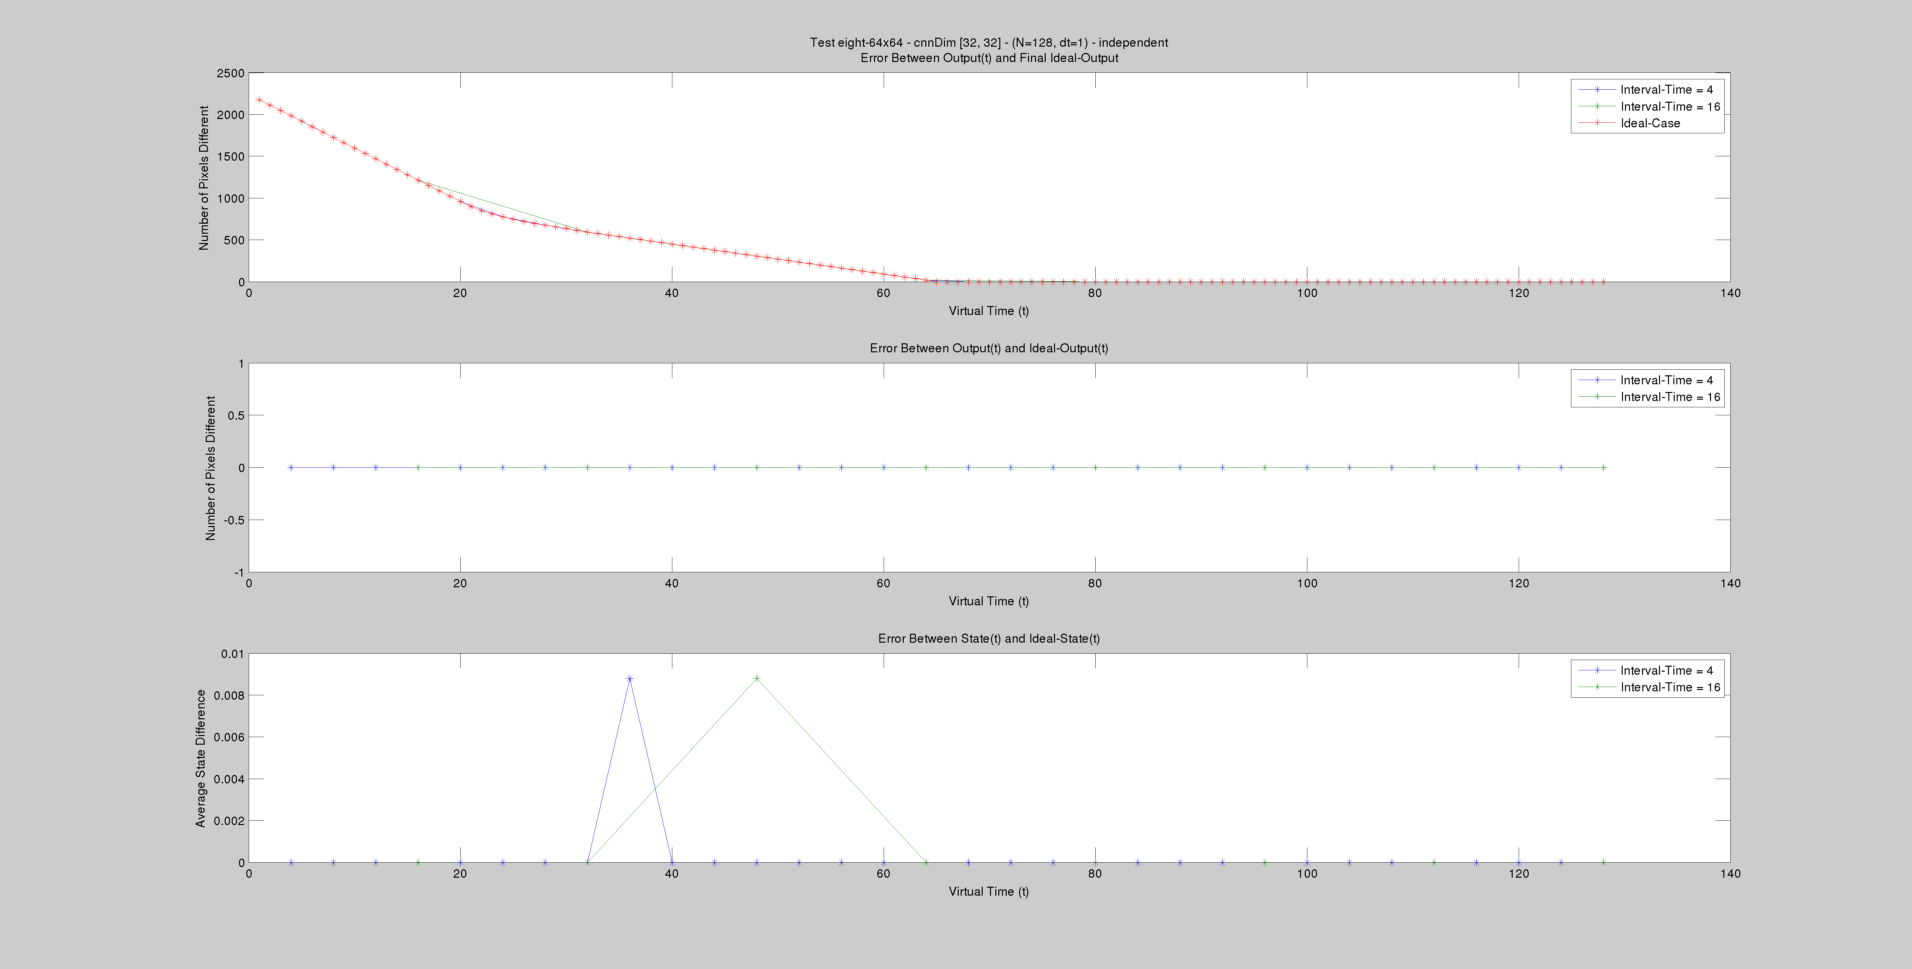 Test eight-64x64 - cnnDim [32, 32] - (N=128, dt=1) - independent
Error Between Output(t) and Final Ideal-Output
Number of Pixels Different
2500
2000
1500
1000
500
0
0 20 40 60 80 100 120 140
Virtual Time (t)
Interval-Time = 4
Interval-Time = 16
Ideal-Case
Error Between Output(t) and Ideal-Output(t)
Number of Pixels Different
1
0.5
0
-0.5
-1
0 20 40 60 80 100 120 140
Virtual Time (t)
Interval-Time = 4
Interval-Time = 16
Error Between State(t) and Ideal-State(t)
Average State Difference
0.01
0.008
0.006
0.004
0.002
0
0 20 40 60 80 100 120 140
Virtual Time (t)
Interval-Time = 4
Interval-Time = 16